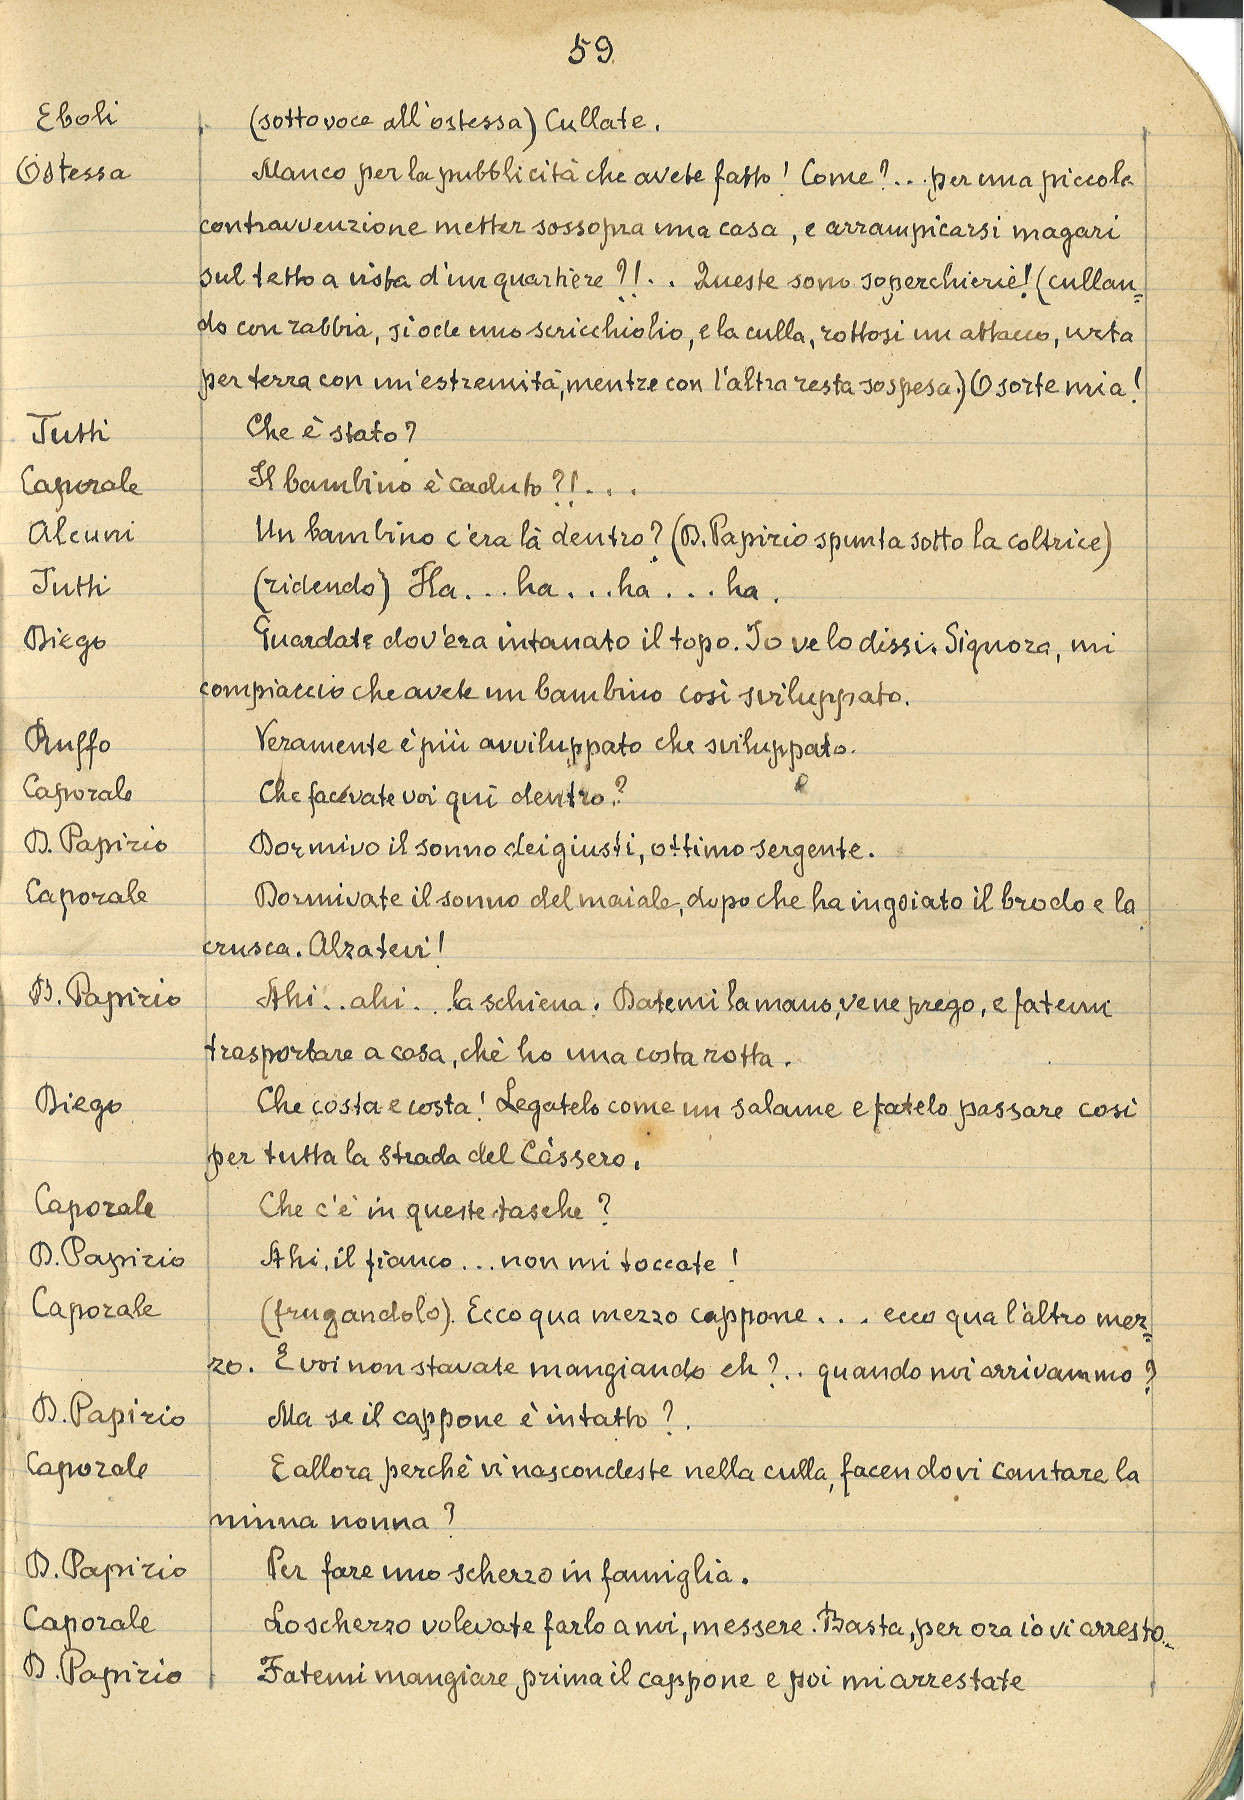 59
Eboli (sottovoce all'ostessa) Cullate.
Ostessa Manco per la pubblicità che avete fatto! Come?.. per una piccola
contravvenzione metter sossopra una casa, e arrampicarsi magari
sul tetto a vista d'un quartiere?!.. Queste sono soperchierie! (cullan=
do con rabbia, si ode uno scricchiolio, e la culla, rottosi un attacco, urta
per terra con un'estremità, mentre con l'altra resta sospesa.) O sorte mia!
Tutti Che è stato?
Caporale Il bambino è caduto?!...
Alcuni Un bambino c'era là dentro? (D. Papirio spunta sotto la coltrice)
Tutti (ridendo) Ha...ha...ha...ha.
Diego Guardate dov'era intanato il topo. Io ve lo dissi. Signora, mi
compiaccio che avete un bambino così sviluppato.
Ruffo Veramente è più avviluppato che sviluppato.
Caporale Che facevate voi quì dentro?
D. Papirio Dormivo il sonno dei giusti, ottimo sergente.
Caporale Dormivate il sonno del maiale, dopo che ha ingoiato il brodo e la
crusca. Alzatevi!
D. Papirio Ahi..ahi...la schiena. Datemi la mano, ve ne prego, e fatemi
trasportare a casa, chè ho una costa rotta.
Diego Che costa e costa! Legatelo come un salame e fatelo passare così
per tutta la strada del Càssero.
Caporale Che c'è in queste tasche?
D. Papirio Ahi, il fianco...non mi toccate!
Caporale (frugandolo). Ecco qua mezzo cappone... ecco qua l'altro mez=
zo. E voi non stavate mangiando eh?.. quando noi arrivammo?
D. Papirio Ma se il cappone è intatto?.
Caporale E allora perchè vi nascondeste nella culla, facendovi cantare la
ninna nonna?
D. Papirio Per fare uno scherzo in famiglia.
Caporale Lo scherzo volevate farlo a noi, messere. Basta, per ora io vi arresto..
D. Papirio Fatemi mangiare prima il cappone e poi mi arrestate